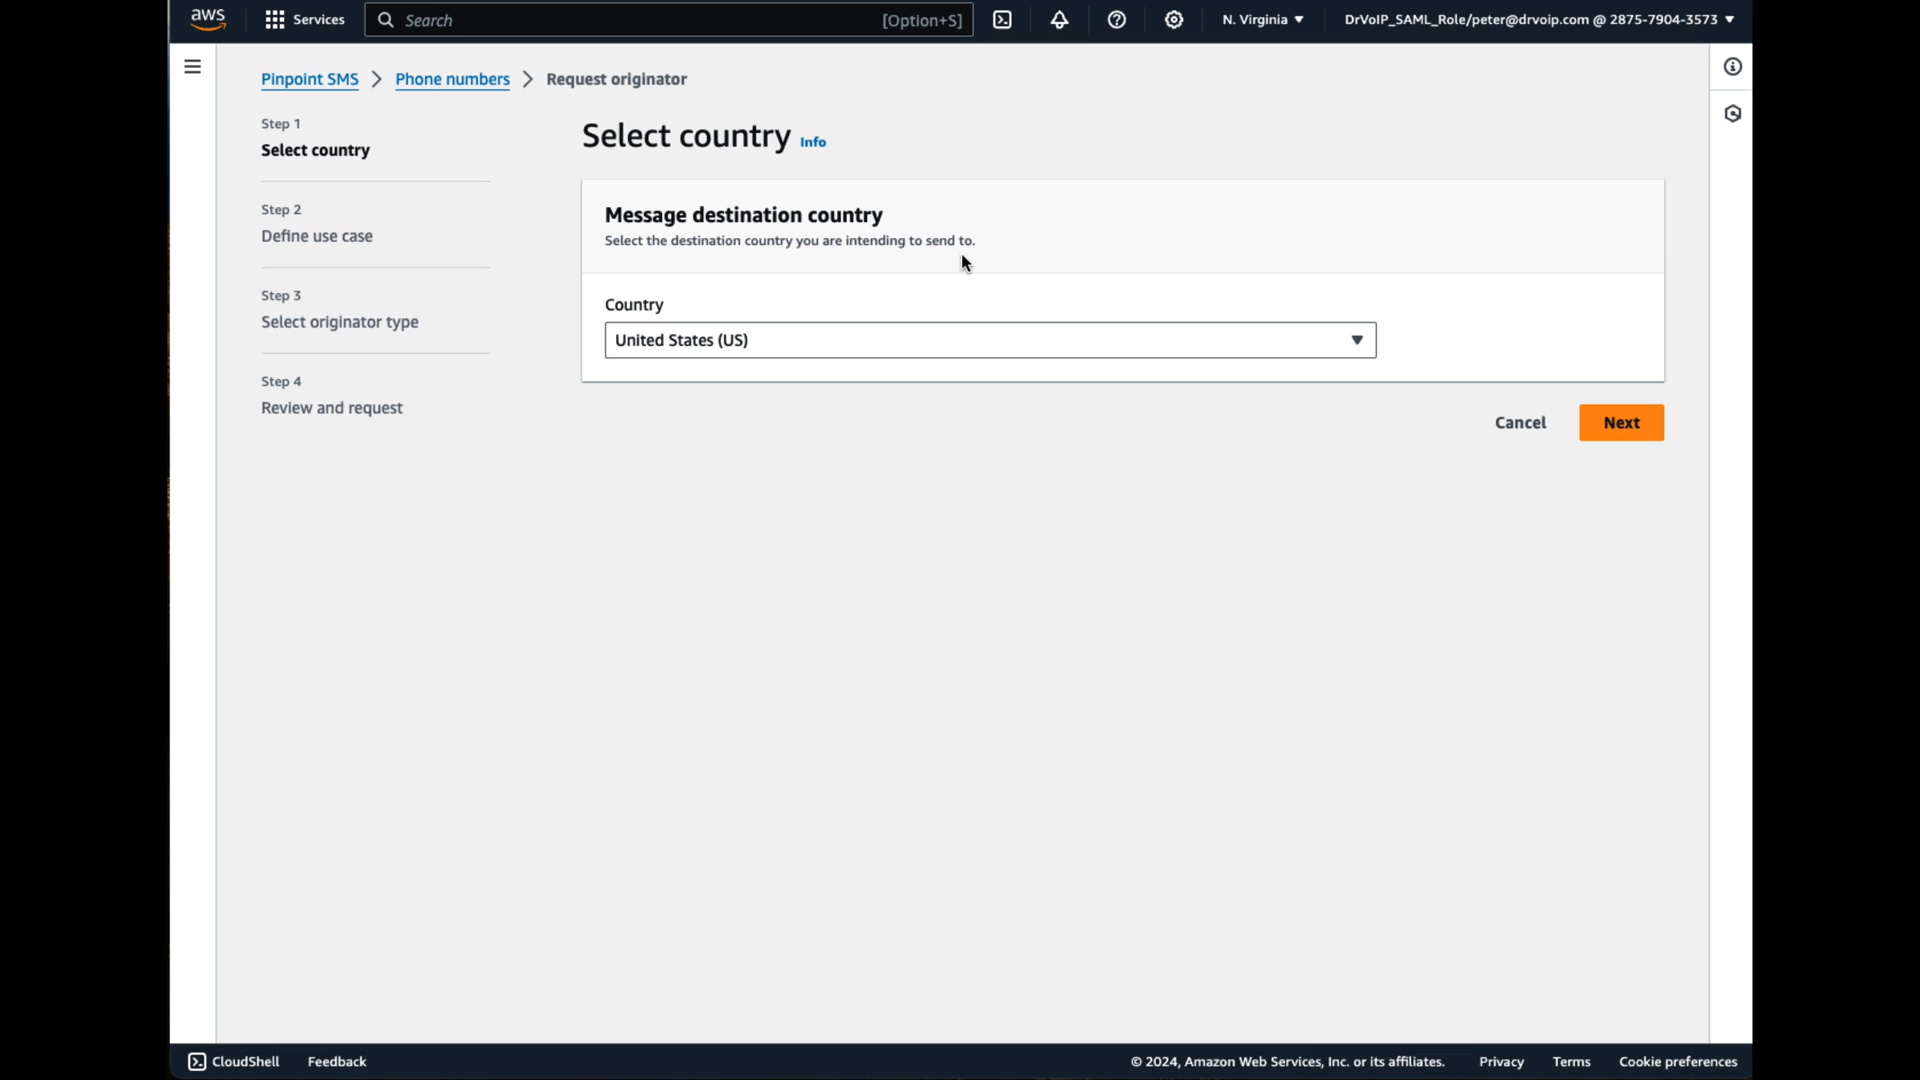 aws
Services
Search
[Option+S]
N. Virginia
DrVoIP_SAML_Role/peter@drvoip.com @ 2875-7904-3573
Pinpoint SMS
Phone numbers
Request originator
Step 1
Select country
Step 2
Define use case
Step 3
Select originator type
Step 4
Review and request
Select country Info
Message destination country
Select the destination country you are intending to send to.
Country
United States (US)
Cancel
Next
CloudShell
Feedback
© 2024, Amazon Web Services, Inc. or its affiliates.
Privacy
Terms
Cookie preferences